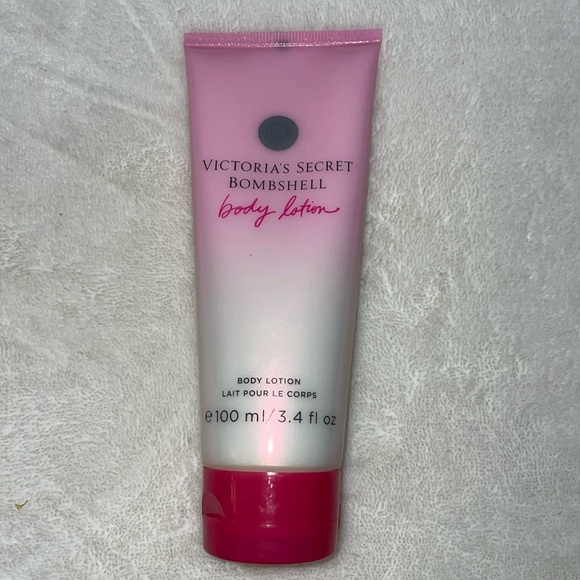 VICTORIA'S SECRET
BOMBSHELL
body lotion
BODY LOTION
LAIT POUR LE CORPS
℮100 ml/3.4 fl oz